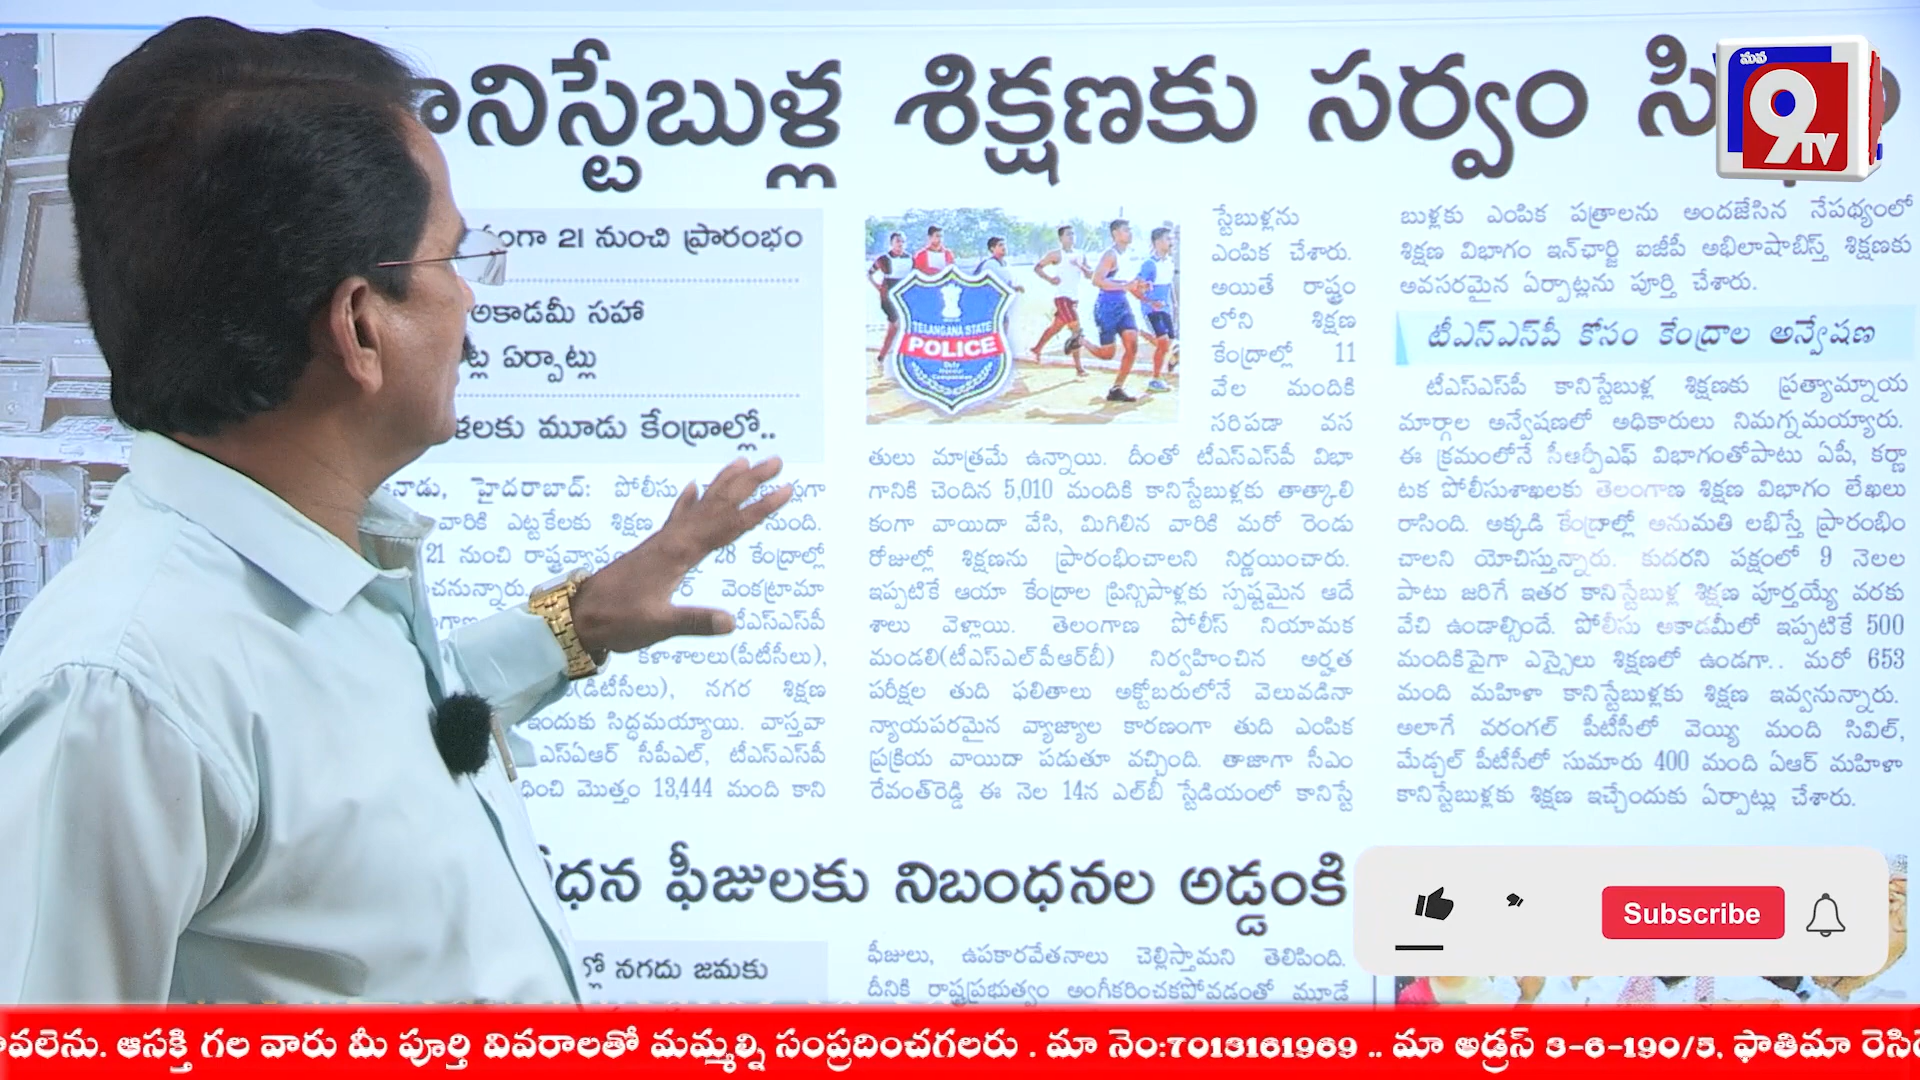 శిక్షణకు సర్వం
మన
9
TV
21 నుంచి ప్రారంభం
అకాడమీ సహా
ఏర్పాట్లు
మూడు కేంద్రాల్లో..
హైదరాబాద్: పోలీసు
వారికి ఎట్టకేలకు శిక్షణ
21 నుంచి
28 కేంద్రాల్లో
వెంకట్రామా
టీఎస్ఎస్‌పీ
కళాశాలలు(పీటీసీలు),
నగర శిక్షణ
ఇందుకు సిద్ధమయ్యాయి. వాస్తవా
ఎస్ఏఆర్ సీపీఎల్, టీఎస్ఎస్‌పీ
మొత్తం 13,444 మంది కాని
TELANGANA STATE
POLICE
స్టేబుళ్లను
ఎంపిక చేశారు.
అయితే రాష్ట్రం
లోని శిక్షణ
కేంద్రాల్లో 11
వేల మందికి
సరిపడా వస
తులు మాత్రమే ఉన్నాయి. దీంతో టీఎస్ఎస్‌పీ విభా
గానికి చెందిన 5,010 మందికి కానిస్టేబుళ్లకు తాత్కాలి
కంగా వాయిదా వేసి, మిగిలిన వారికి మరో రెండు
రోజుల్లో శిక్షణను ప్రారంభించాలని నిర్ణయించారు.
ఇప్పటికే ఆయా కేంద్రాల ప్రిన్సిపాళ్లకు స్పష్టమైన ఆదే
శాలు వెళ్లాయి. తెలంగాణ పోలీస్ నియామక
మండలి(టీఎస్ఎల్‌పీఆర్‌బీ) నిర్వహించిన అర్హత
పరీక్షల తుది ఫలితాలు అక్టోబరులోనే వెలువడినా
న్యాయపరమైన వ్యాజ్యాల కారణంగా తుది ఎంపిక
ప్రక్రియ వాయిదా పడుతూ వచ్చింది. తాజాగా సీఎం
రేవంత్‌రెడ్డి ఈ నెల 14న ఎల్‌బీ స్టేడియంలో కానిస్టే
బుళ్లకు ఎంపిక పత్రాలను అందజేసిన నేపథ్యంలో
శిక్షణ విభాగం ఇన్‌ఛార్జి ఐజీపీ అభిలాషాబిస్త్ శిక్షణకు
అవసరమైన ఏర్పాట్లను పూర్తి చేశారు.
టీఎస్ఎస్‌పీ కోసం కేంద్రాల అన్వేషణ
టీఎస్ఎస్‌పీ కానిస్టేబుళ్ల శిక్షణకు ప్రత్యామ్నాయ
మార్గాల అన్వేషణలో అధికారులు నిమగ్నమయ్యారు.
ఈ క్రమంలోనే సీఆర్పీఎఫ్ విభాగంతోపాటు ఏపీ, కర్ణా
టక పోలీసుశాఖలకు తెలంగాణ శిక్షణ విభాగం లేఖలు
రాసింది. అక్కడి కేంద్రాల్లో అనుమతి లభిస్తే ప్రారంభిం
చాలని యోచిస్తున్నారు. కుదరని పక్షంలో 9 నెలల
పాటు జరిగే ఇతర కానిస్టేబుళ్ల శిక్షణ పూర్తయ్యే వరకు
వేచి ఉండాల్సిందే. పోలీసు అకాడమీలో ఇప్పటికే 500
మందికిపైగా ఎస్సైలు శిక్షణలో ఉండగా.. మరో 653
మంది మహిళా కానిస్టేబుళ్లకు శిక్షణ ఇవ్వనున్నారు.
అలాగే వరంగల్ పీటీసీలో వెయ్యి మంది సివిల్,
మేడ్చల్ పీటీసీలో సుమారు 400 మంది ఏఆర్ మహిళా
కానిస్టేబుళ్లకు శిక్షణ ఇచ్చేందుకు ఏర్పాట్లు చేశారు.
ఫీజులకు నిబంధనల అడ్డంకి
నగదు జమకు
ఫీజులు, ఉపకారవేతనాలు చెల్లిస్తామని తెలిపింది.
దీనికి రాష్ట్రప్రభుత్వం అంగీకరించకపోవడంతో మూడే
Subscribe
ఆసక్తి గల వారు మీ పూర్తి వివరాలతో మమ్మల్ని సంప్రదించగలరు . మా నెం:7013161969 .. మా అడ్రస్ 3-6-190/5, ఫాతిమా